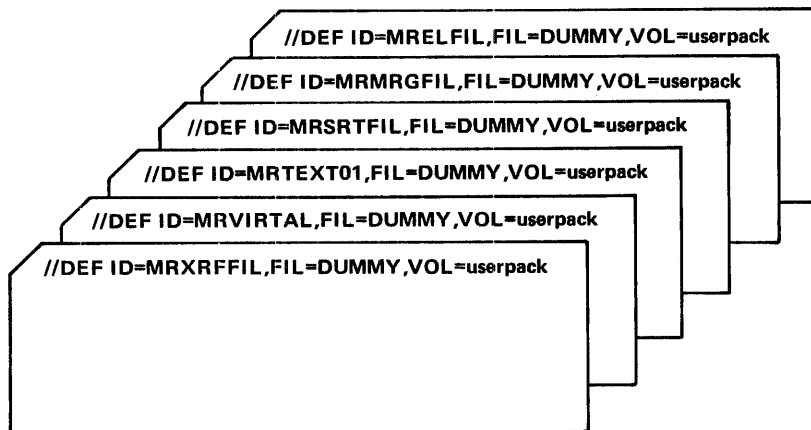 //DEF ID=MRELFIL,FIL=DUMMY,VOL=userpack
//DEF ID=MRMRGFIL,FIL=DUMMY,VOL=userpack
//DEF ID=MRSRTFIL,FIL=DUMMY,VOL=userpack
//DEF ID=MRTEXT01,FIL=DUMMY,VOL=userpack
//DEF ID=MRVIRTAL,FIL=DUMMY,VOL=userpack
//DEF ID=MRXRFFIL,FIL=DUMMY,VOL=userpack